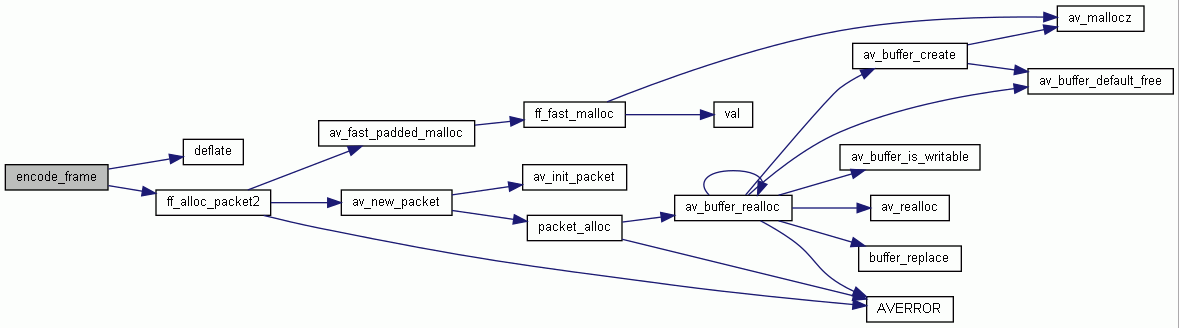 av_mallocz
av_buffer_create
av_buffer_default_free
ff_fast_malloc
val
av_fast_padded_malloc
deflate
av_buffer_is_writable
encode_frame
av_init_packet
ff_alloc_packet2
av_new_packet
av_buffer_realloc
av_realloc
packet_alloc
buffer_replace
AVERROR